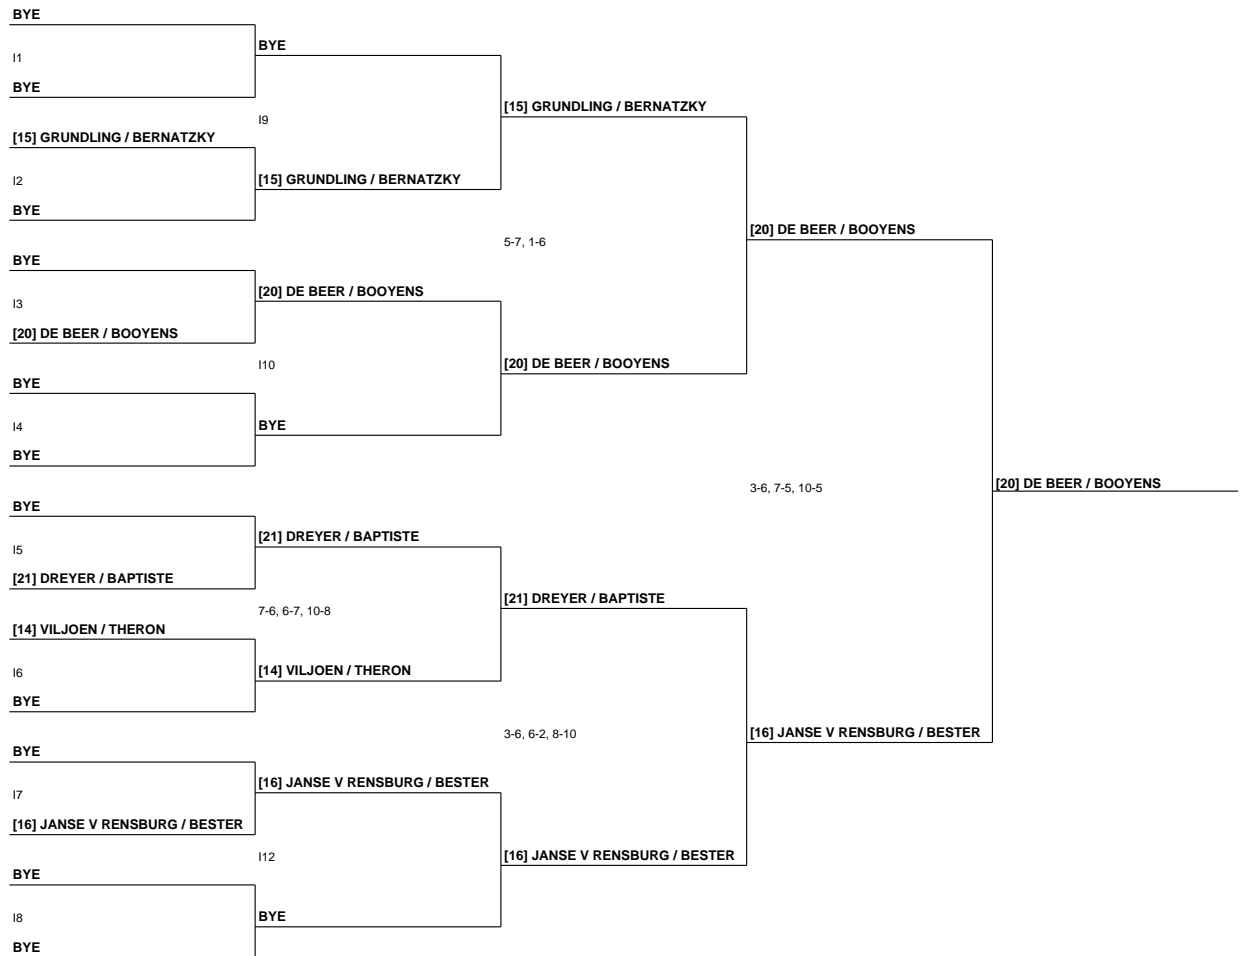 BYE
I1
BYE
BYE
I9
[15] GRUNDLING / BERNATZKY
I2
BYE
[15] GRUNDLING / BERNATZKY
[15] GRUNDLING / BERNATZKY
5-7, 1-6
BYE
I3
[20] DE BEER / BOOYENS
[20] DE BEER / BOOYENS
I10
BYE
I4
BYE
BYE
[20] DE BEER / BOOYENS
[20] DE BEER / BOOYENS
3-6, 7-5, 10-5
[20] DE BEER / BOOYENS
BYE
I5
[21] DREYER / BAPTISTE
[21] DREYER / BAPTISTE
7-6, 6-7, 10-8
[14] VILJOEN / THERON
I6
BYE
[14] VILJOEN / THERON
[21] DREYER / BAPTISTE
3-6, 6-2, 8-10
[16] JANSE V RENSBURG / BESTER
BYE
I7
[16] JANSE V RENSBURG / BESTER
[16] JANSE V RENSBURG / BESTER
I12
[16] JANSE V RENSBURG / BESTER
BYE
I8
BYE
BYE